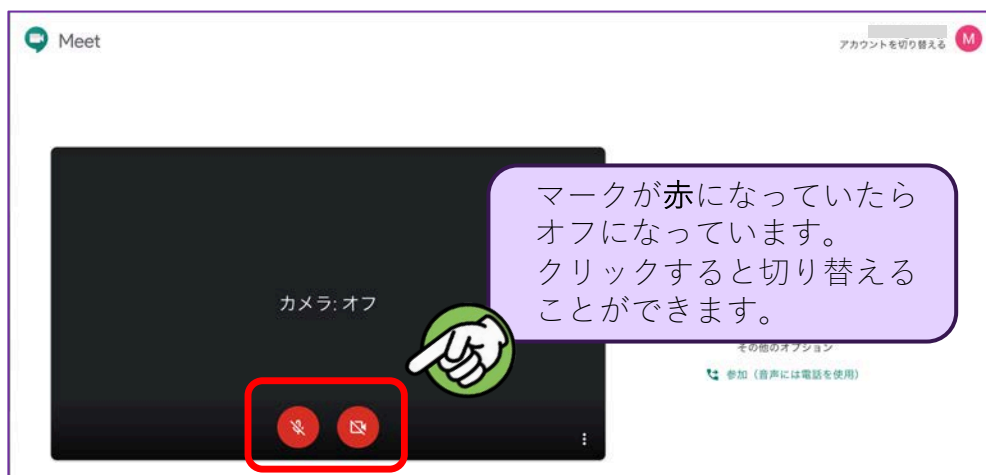 Meet
アカウントを切り替える
M
マークが赤になっていたら
オフになっています。
クリックすると切り替える
ことができます。
カメラ: オフ
その他のオプション
参加（音声には電話を使用）